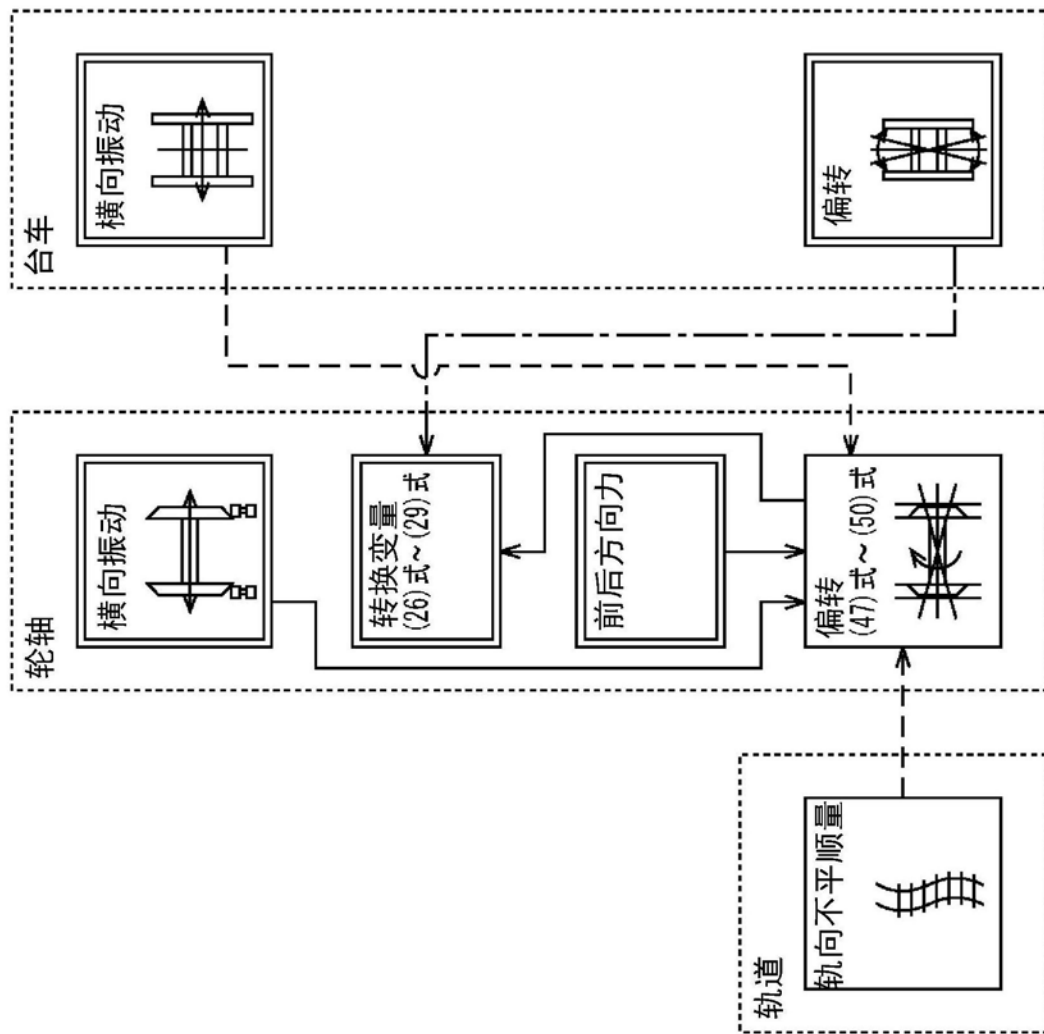 台车
横向振动
偏转
轮轴
横向振动
转换变量
(26)式~(29)式
前后方向力
偏转
(47)式~(50)式
轨道
轨向不平顺量